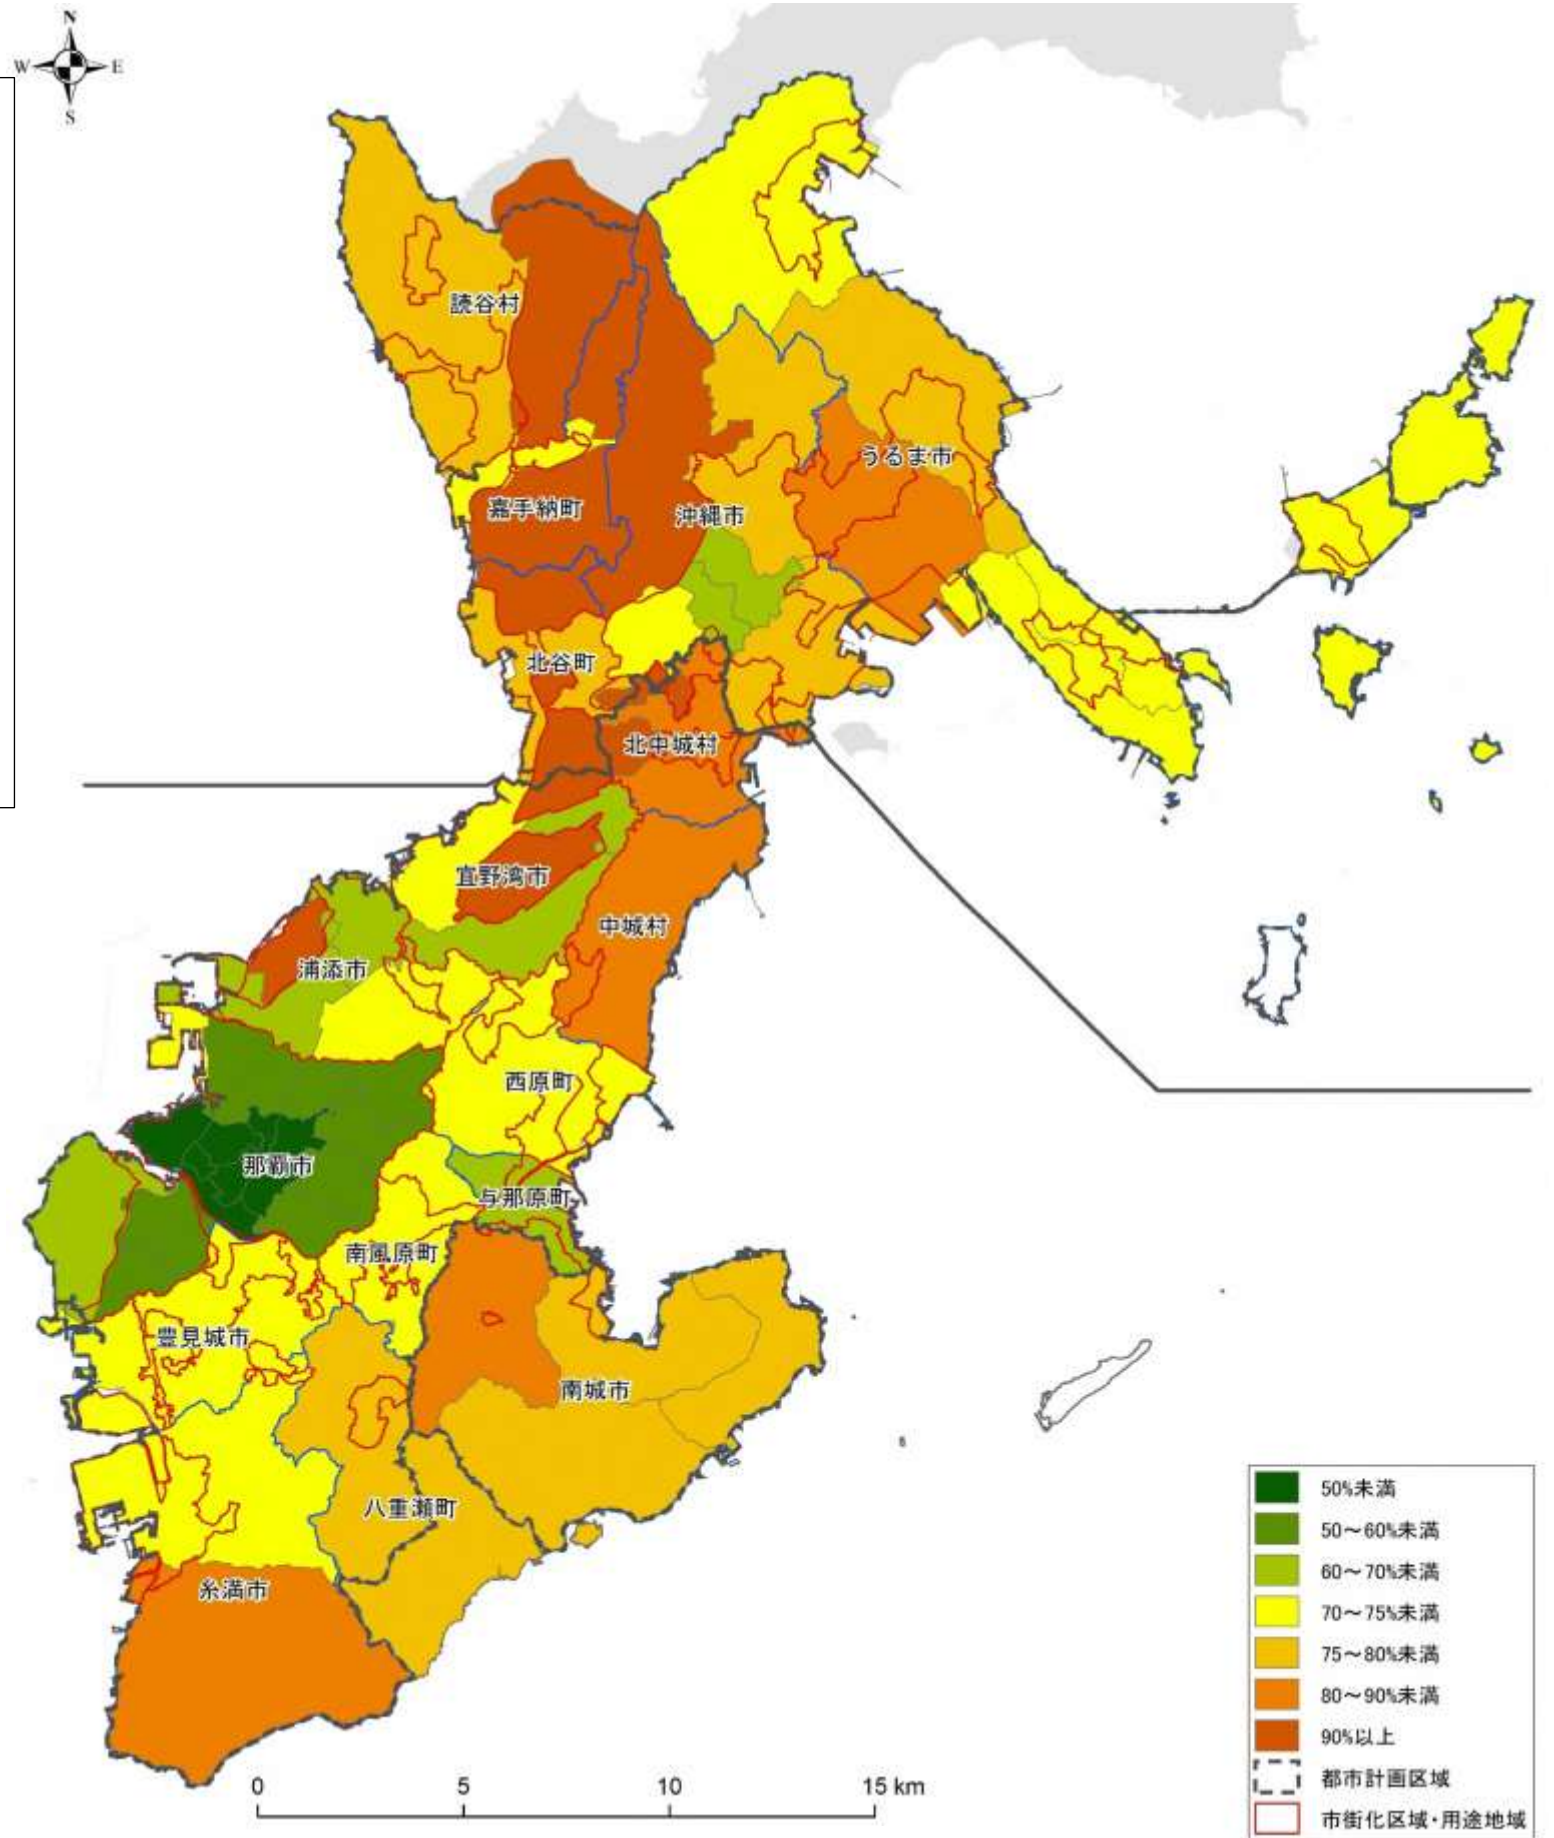 N
W E
S
読谷村
うるま市
嘉手納町
沖縄市
北谷町
北中城村
宜野湾市
中城村
浦添市
西原町
那覇市
与那原町
南風原町
豊見城市
南城市
八重瀬町
糸満市
50%未満
50～60%未満
60～70%未満
70～75%未満
75～80%未満
80～90%未満
90%以上
都市計画区域
市街化区域・用途地域
0 5 10 15 km